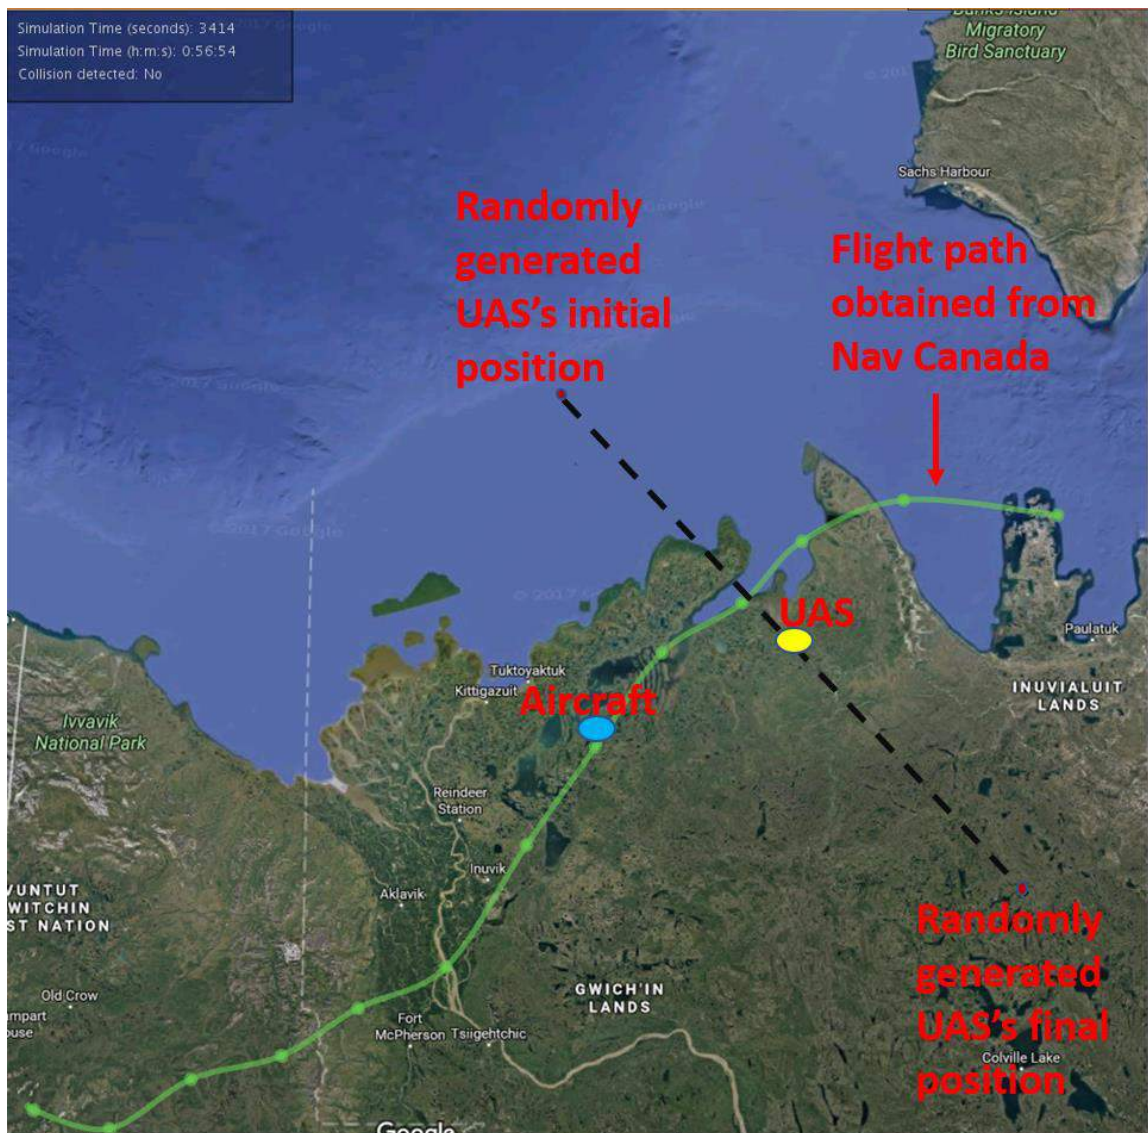 Simulation Time (seconds): 3414
Simulation Time (h:m:s): 0:56:54
Collision detected: No
Migratory
Bird Sanctuary
Sachs Harbour
Randomly
generated
UAS's initial
position
Flight path
obtained from
Nav Canada
© 2017 Google
UAS
Paulatuk
INUVIALUIT
LANDS
Tuktoyaktuk
Kittigazuit
Aircraft
Ivvavik
National Park
Reindeer
Station
Inuvik
Aklavik
VUNTUT
WITCHIN
ST NATION
Randomly
generated
UAS's final
position
GWICH'IN
LANDS
Old Crow
Fort
McPherson
Tsiigehtchic
Colville Lake
Google